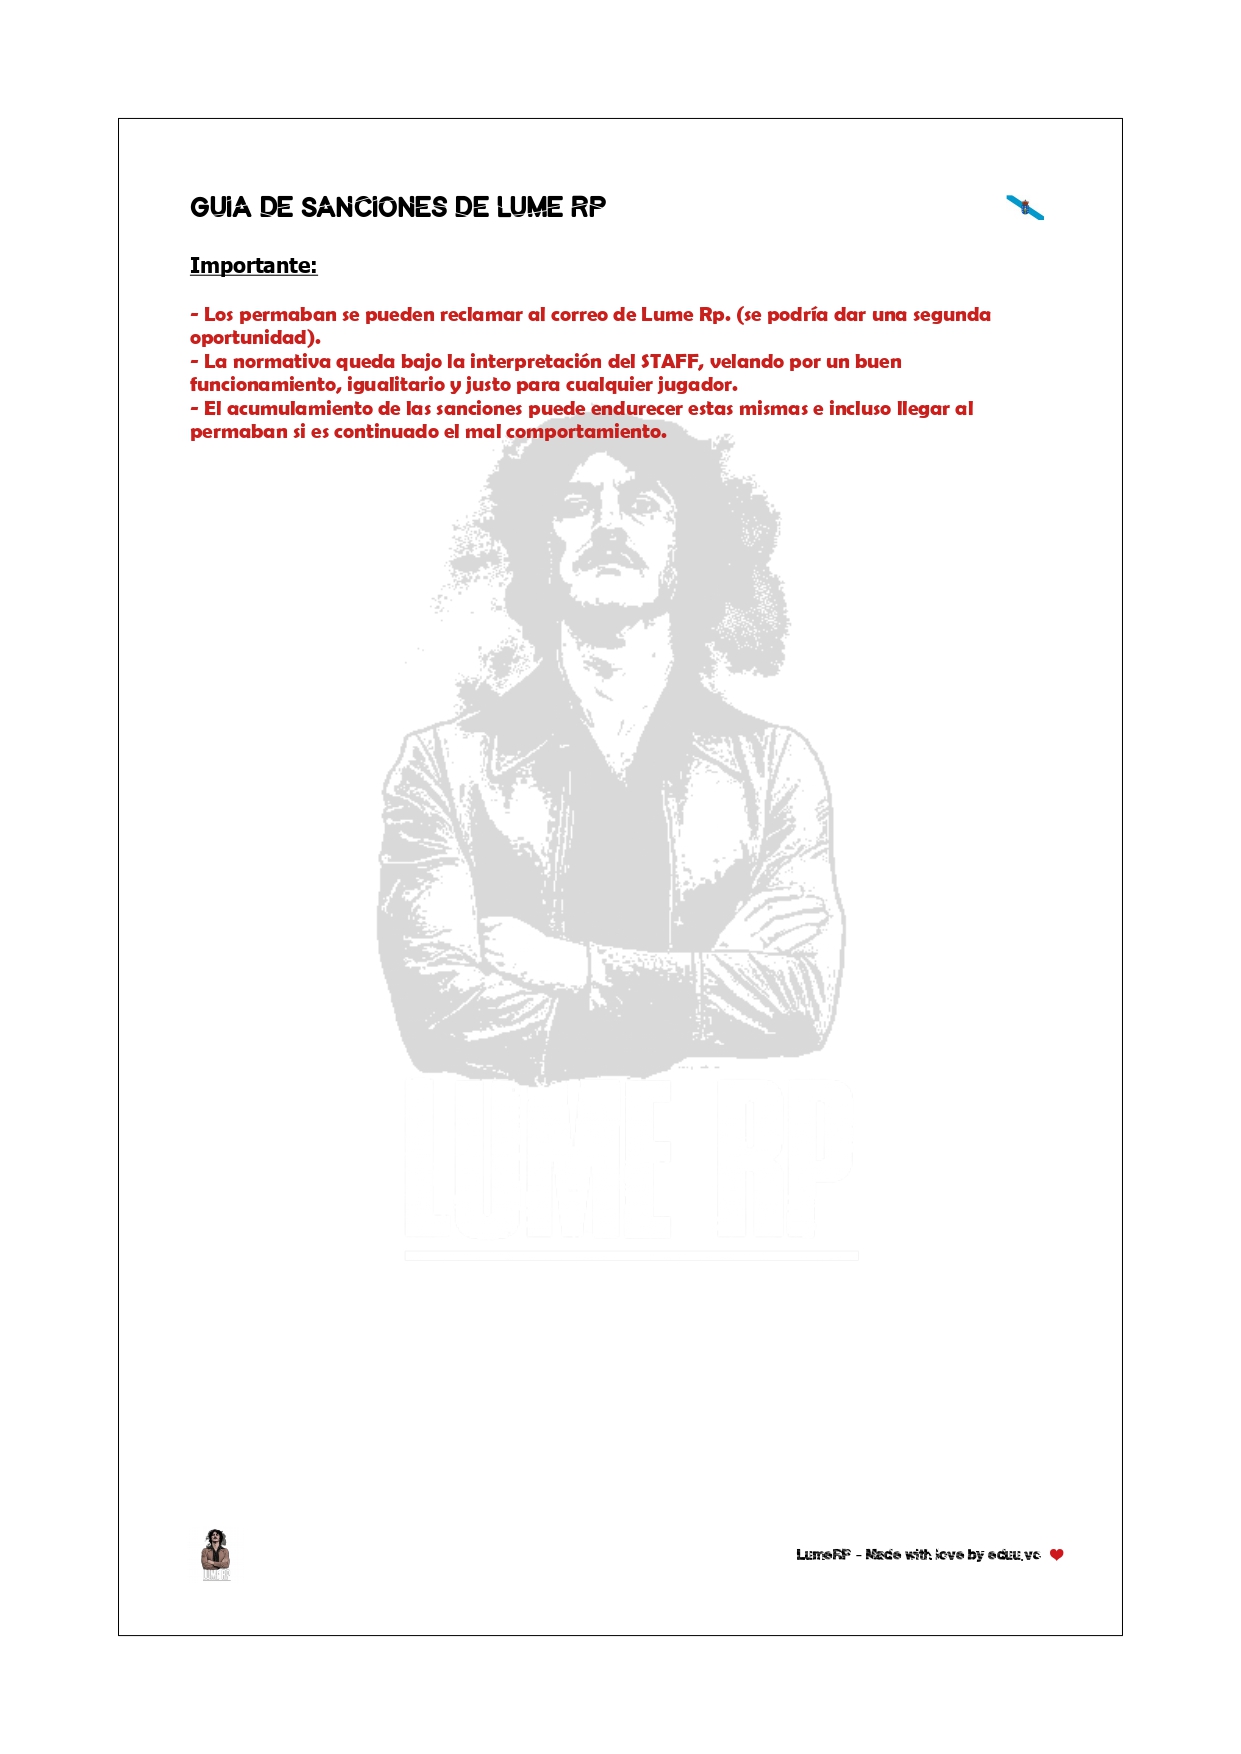 GUIA DE SANCIONES DE LUME RP
Importante:
- Los permaban se pueden reclamar al correo de Lume Rp. (se podría dar una segunda
oportunidad).
- La normativa queda bajo la interpretación del STAFF, velando por un buen
funcionamiento, igualitario y justo para cualquier jugador.
- El acumulamiento de las sanciones puede endurecer estas mismas e incluso llegar al
permaban si es continuado el mal comportamiento.
LUME RP
LUME RP
LumeRP - Made with love by